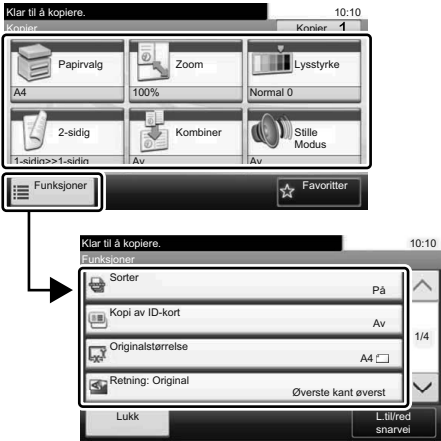 Klar til å kopiere. 10:10
Kopier Kopier 1
Papirvalg Zoom Lysstyrke
A4 100% Normal 0
2-sidig Kombiner Stille
Modus
1-sidig>>1-sidig Av Av
Funksjoner Favoritter
Klar til å kopiere. 10:10
Funksjoner
Sorter
På
Kopi av ID-kort
Av
1/4
Originalstørrelse
A4
Retning: Original
Øverste kant øverst
Lukk L.til/red
snarvei